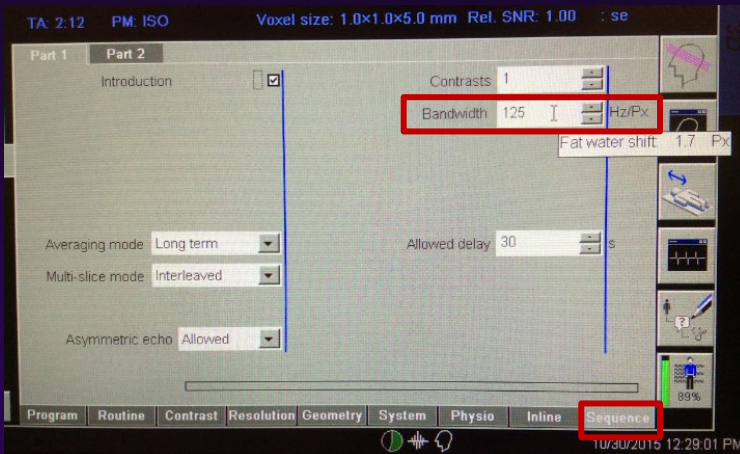 TA: 2:12 PM: ISO Voxel size: 1.0×1.0×5.0 mm Rel. SNR: 1.00 : se
Part 1 Part 2
Introduction
Contrasts 1
Bandwidth 125 Hz/Px
Fat water shift: 1.7 Px
Averaging mode Long term
Allowed delay 30 s
Multi-slice mode Interleaved
Asymmetric echo Allowed
?
89%
Program Routine Contrast Resolution Geometry System Physio Inline Sequence
10/30/2015 12:29:01 PM